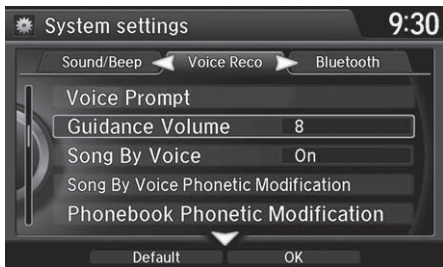 System settings 9:30
Sound/Beep Voice Reco Bluetooth
Voice Prompt
Guidance Volume 8
Song By Voice On
Song By Voice Phonetic Modification
Phonebook Phonetic Modification
Default OK